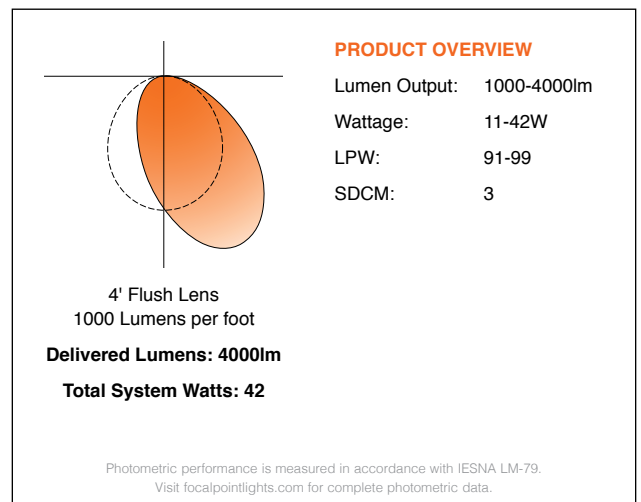 PRODUCT OVERVIEW
Lumen Output: 1000-4000lm
Wattage: 11-42W
LPW: 91-99
SDCM: 3
4' Flush Lens
1000 Lumens per foot
Delivered Lumens: 4000lm
Total System Watts: 42
Photometric performance is measured in accordance with IESNA LM-79.
Visit focalpointlights.com for complete photometric data.